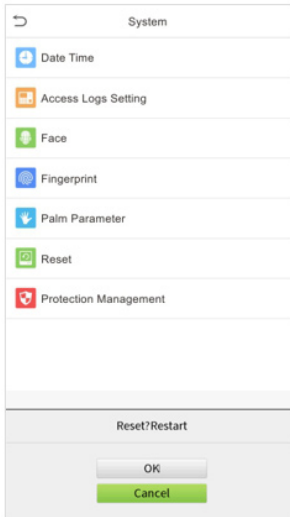 System
Date Time
Access Logs Setting
Face
Fingerprint
Palm Parameter
Reset
Protection Management
Reset?Restart
OK
Cancel